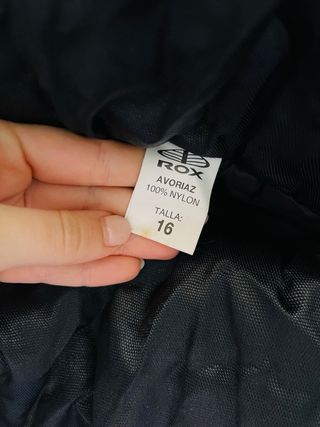 ROX
AVORIAZ
100% NYLON
TALLA:
16